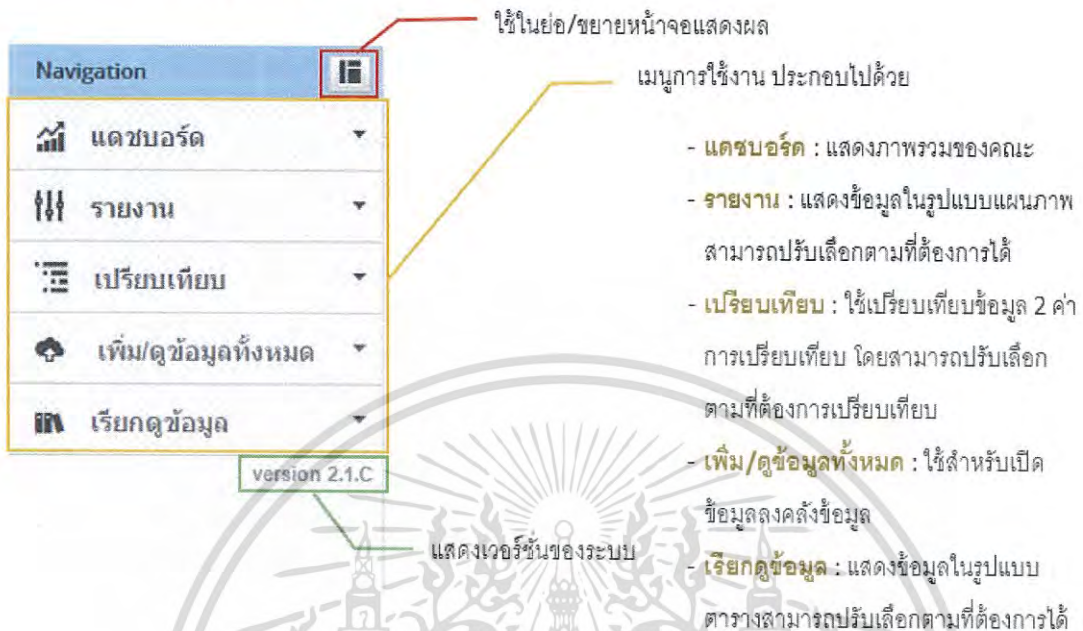 ใช้ในย่อ/ขยายหน้าจอแสดงผล
Navigation
เมนูการใช้งาน ประกอบไปด้วย
แดชบอร์ด
รายงาน
เปรียบเทียบ
เพิ่ม/ดูข้อมูลทั้งหมด
เรียกดูข้อมูล
version 2.1.C
แสดงเวอร์ชั่นของระบบ
- แดชบอร์ด : แสดงภาพรวมของคณะ
- รายงาน : แสดงข้อมูลในรูปแบบแผนภาพ
สามารถปรับเลือกตามที่ต้องการได้
- เปรียบเทียบ : ใช้เปรียบเทียบข้อมูล 2 ค่า
การเปรียบเทียบ โดยสามารถปรับเลือก
ตามที่ต้องการเปรียบเทียบ
- เพิ่ม/ดูข้อมูลทั้งหมด : ใช้สำหรับเปิด
ข้อมูลลงคลังข้อมูล
- เรียกดูข้อมูล : แสดงข้อมูลในรูปแบบ
ตารางสามารถปรับเลือกตามที่ต้องการได้